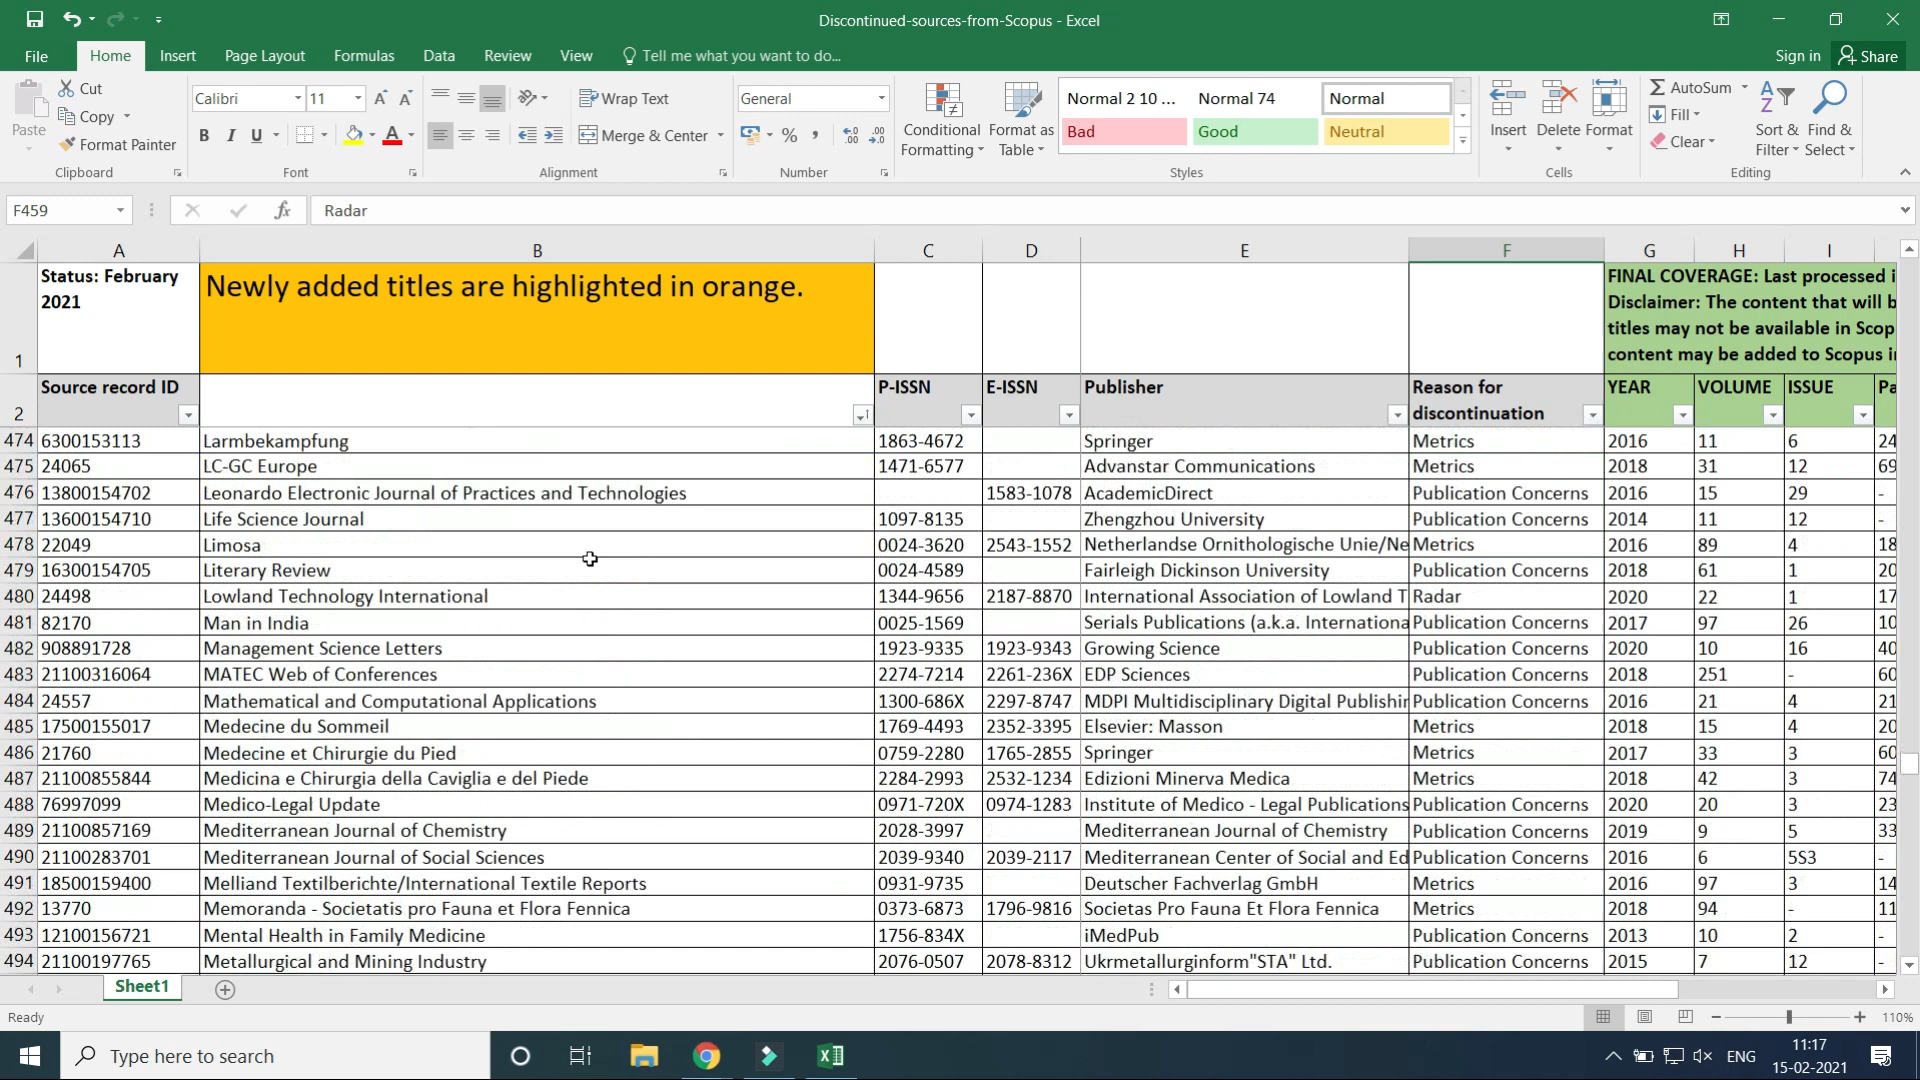 Discontinued-sources-from-Scopus - Excel
File Home Insert Page Layout Formulas Data Review View Tell me what you want to do... Sign in Share
Paste Cut Copy Format Painter Clipboard
Calibri 11 Font
Wrap Text Merge & Center Alignment
General Number
Conditional Formatting Format as Table
Normal 2 10 ... Normal 74 Normal
Bad Good Neutral
Styles
Insert Delete Format Cells
AutoSum Fill Clear Sort & Filter Find & Select Editing
F459 fx Radar
A B C D E F G H I
1 Status: February 2021 Newly added titles are highlighted in orange.
FINAL COVERAGE: Last processed i
Disclaimer: The content that will b
titles may not be available in Scop
content may be added to Scopus i
2 Source record ID P-ISSN E-ISSN Publisher Reason for discontinuation YEAR VOLUME ISSUE Pa
474 6300153113 Larmbekampfung 1863-4672 Springer Metrics 2016 11 6 24
475 24065 LC-GC Europe 1471-6577 Advanstar Communications Metrics 2018 31 12 69
476 13800154702 Leonardo Electronic Journal of Practices and Technologies 1583-1078 AcademicDirect Publication Concerns 2016 15 29 -
477 13600154710 Life Science Journal 1097-8135 Zhengzhou University Publication Concerns 2014 11 12 -
478 22049 Limosa 0024-3620 2543-1552 Netherlandse Ornithologische Unie/Ne Metrics 2016 89 4 18
479 16300154705 Literary Review 0024-4589 Fairleigh Dickinson University Publication Concerns 2018 61 1 20
480 24498 Lowland Technology International 1344-9656 2187-8870 International Association of Lowland T Radar 2020 22 1 17
481 82170 Man in India 0025-1569 Serials Publications (a.k.a. Internationa Publication Concerns 2017 97 26 10
482 908891728 Management Science Letters 1923-9335 1923-9343 Growing Science Publication Concerns 2020 10 16 40
483 21100316064 MATEC Web of Conferences 2274-7214 2261-236X EDP Sciences Publication Concerns 2018 251 - 60
484 24557 Mathematical and Computational Applications 1300-686X 2297-8747 MDPI Multidisciplinary Digital Publishin Publication Concerns 2016 21 4 21
485 17500155017 Medecine du Sommeil 1769-4493 2352-3395 Elsevier: Masson Metrics 2018 15 4 20
486 21760 Medecine et Chirurgie du Pied 0759-2280 1765-2855 Springer Metrics 2017 33 3 60
487 21100855844 Medicina e Chirurgia della Caviglia e del Piede 2284-2993 2532-1234 Edizioni Minerva Medica Metrics 2018 42 3 74
488 76997099 Medico-Legal Update 0971-720X 0974-1283 Institute of Medico - Legal Publications Publication Concerns 2020 20 3 23
489 21100857169 Mediterranean Journal of Chemistry 2028-3997 Mediterranean Journal of Chemistry Publication Concerns 2019 9 5 33
490 21100283701 Mediterranean Journal of Social Sciences 2039-9340 2039-2117 Mediterranean Center of Social and Ed Publication Concerns 2016 6 5S3 -
491 18500159400 Melliand Textilberichte/International Textile Reports 0931-9735 Deutscher Fachverlag GmbH Metrics 2016 97 3 14
492 13770 Memoranda - Societatis pro Fauna et Flora Fennica 0373-6873 1796-9816 Societas Pro Fauna Et Flora Fennica Metrics 2018 94 - 11
493 12100156721 Mental Health in Family Medicine 1756-834X iMedPub Publication Concerns 2013 10 2 -
494 21100197765 Metallurgical and Mining Industry 2076-0507 2078-8312 Ukrmetallurginform"STA" Ltd. Publication Concerns 2015 7 12 -
Sheet1
Ready 110%
Type here to search ENG 11:17
15-02-2021